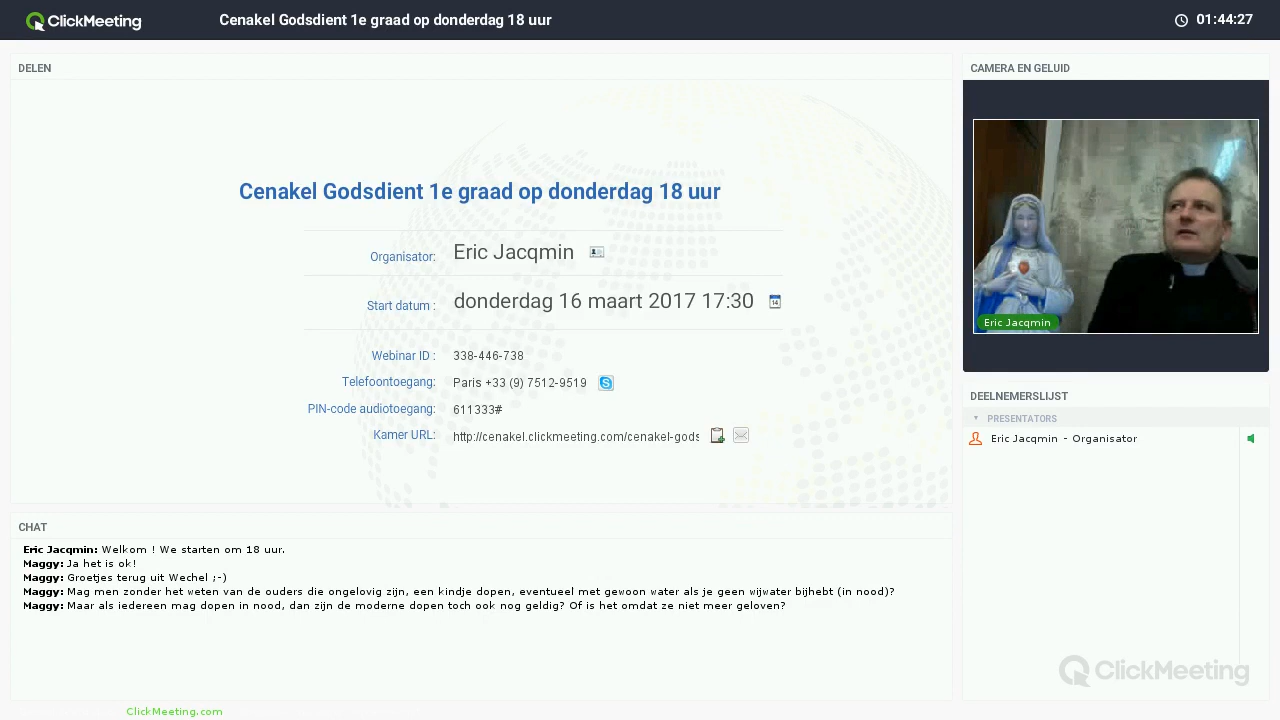 ClickMeeting
Cenakel Godsdient 1e graad op donderdag 18 uur
01:44:27
DELEN
Cenakel Godsdient 1e graad op donderdag 18 uur
Organisator: Eric Jacqmin
Start datum : donderdag 16 maart 2017 17:30
14
Webinar ID : 338-446-738
Telefoontoegang: Paris +33 (9) 7512-9519
PIN-code audiotoegang: 611333#
Kamer URL: http://cenakel.clickmeeting.com/cenakel-gods
CHAT
Eric Jacqmin: Welkom ! We starten om 18 uur.
Maggy: Ja het is ok!
Maggy: Groetjes terug uit Wechel ;-)
Maggy: Mag men zonder het weten van de ouders die ongelovig zijn, een kindje dopen, eventueel met gewoon water als je geen wijwater bijhebt (in nood)?
Maggy: Maar als iedereen mag dopen in nood, dan zijn de moderne dopen toch ook nog geldig? Of is het omdat ze niet meer geloven?
CAMERA EN GELUID
Eric Jacqmin
DEELNEMERSLIJST
PRESENTATORS
Eric Jacqmin - Organisator
ClickMeeting
ClickMeeting.com